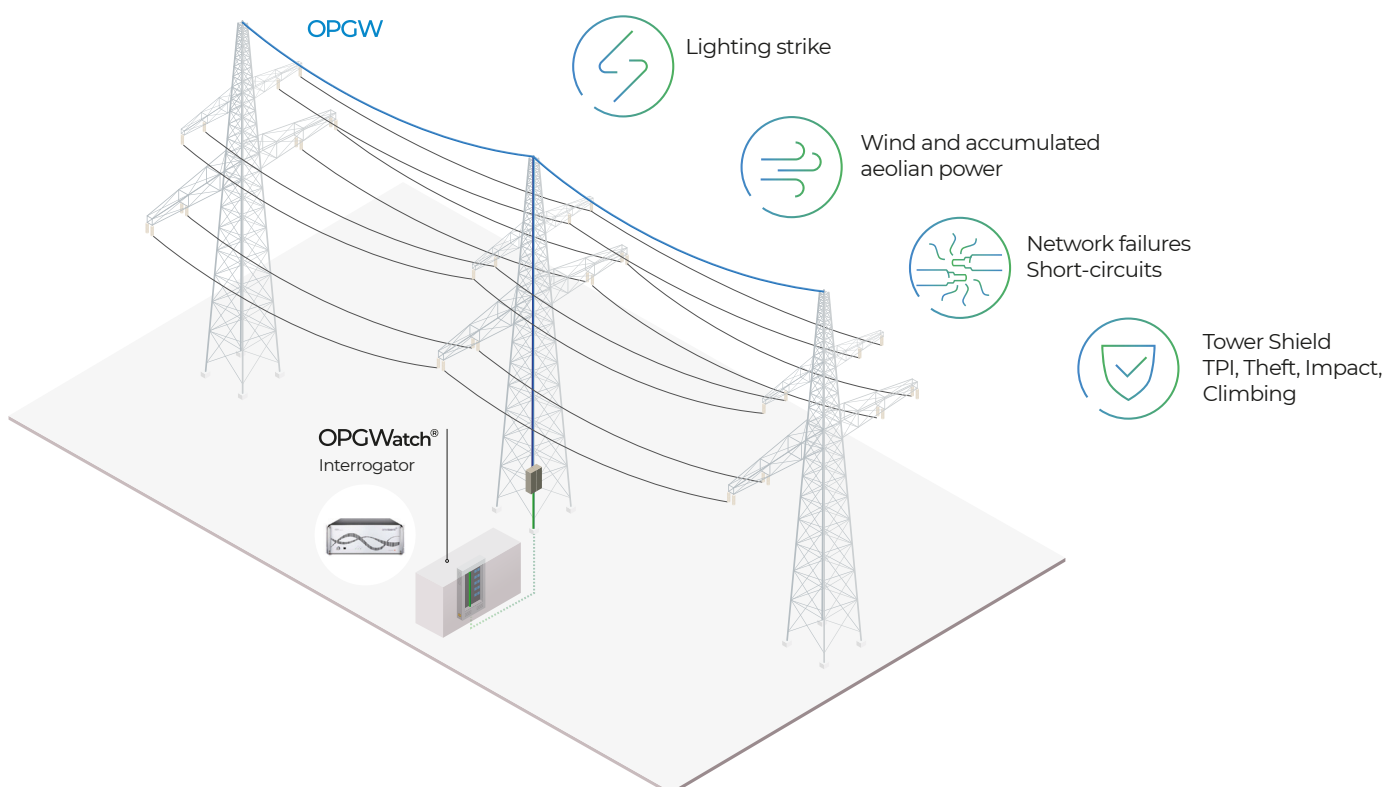 OPGW
Lighting strike
Wind and accumulated
aeolian power
Network failures
Short-circuits
Tower Shield
TPI, Theft, Impact,
Climbing
OPGWatch®
Interrogator